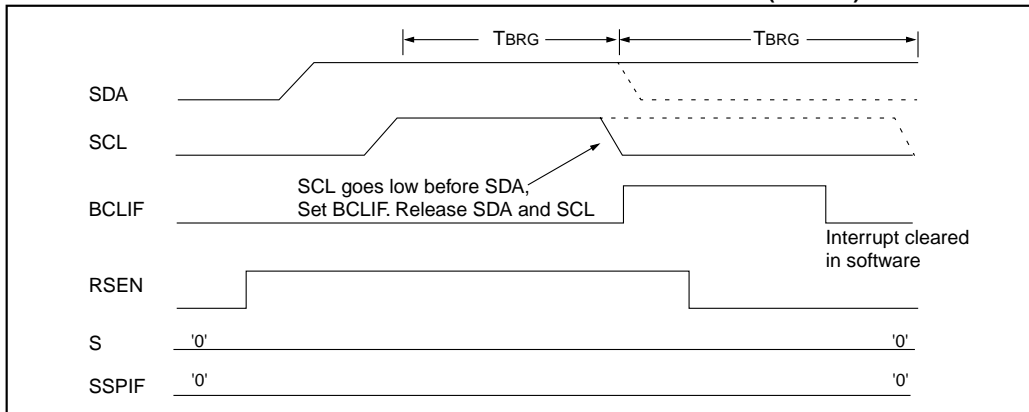 TBRG TBRG
SDA
SCL
SCL goes low before SDA,
Set BCLIF. Release SDA and SCL
BCLIF
Interrupt cleared
in software
RSEN
S '0' '0'
SSPIF '0' '0'